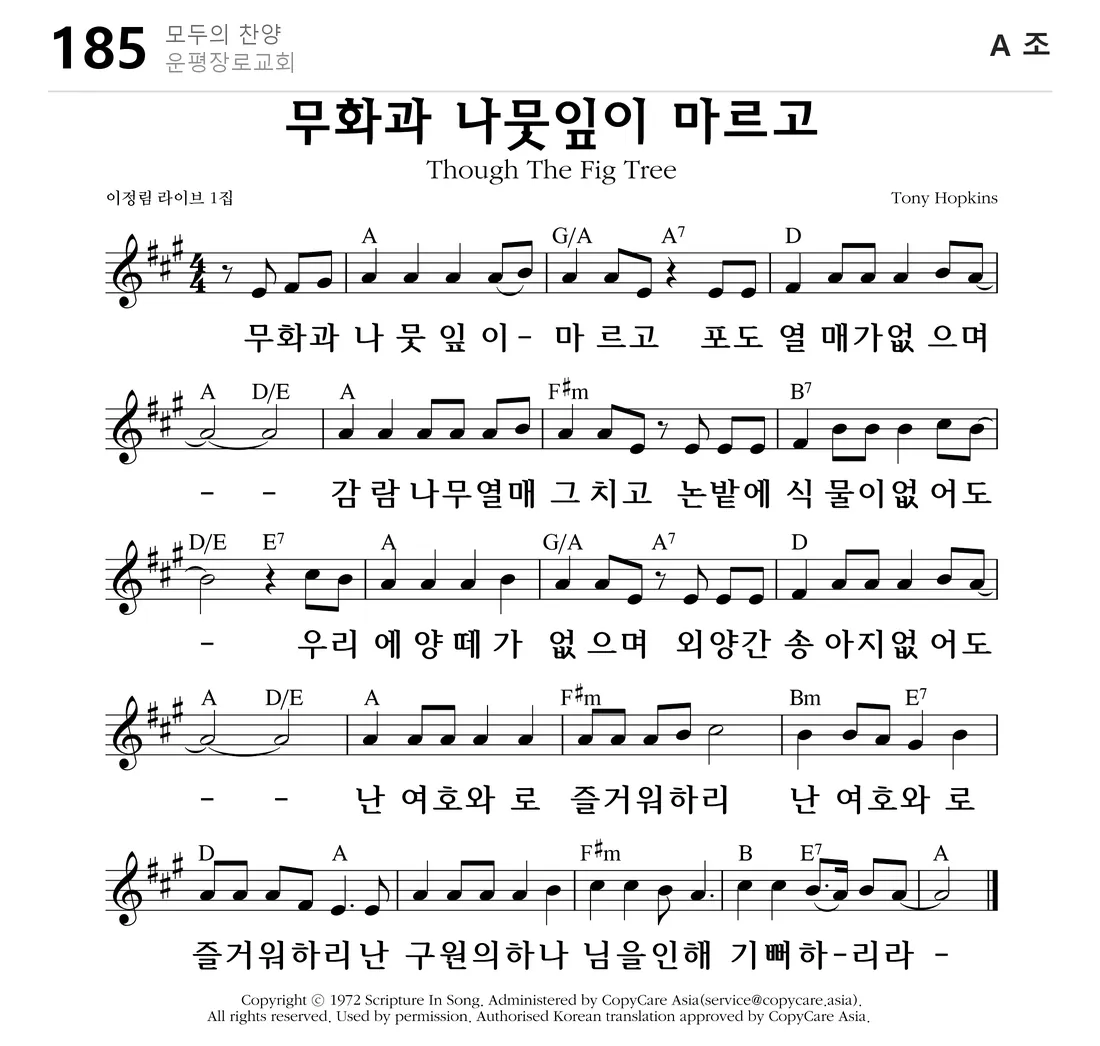 185
모두의 찬양
운평장로교회
A 조
무화과 나뭇잎이 마르고
Though The Fig Tree
이정림 라이브 1집
Tony Hopkins
A G/A A7 D
4/4
무화과 나 뭇 잎 이- 마 르고 포도 열 매가없 으며
A D/E A F#m B7
- - 감 람 나무열매 그 치고 논밭에 식 물이없 어도
D/E E7 A G/A A7 D
- 우리 에 양 떼 가 없 으며 외양간 송 아지없 어도
A D/E A F#m Bm E7
- - 난 여호와 로 즐거워하리 난 여호와 로
D A F#m B E7 A
즐거워하리난 구원의하나 님을인해 기뻐하-리라 -
Copyright ⓒ 1972 Scripture In Song. Administered by CopyCare Asia(service@copycare.asia).
All rights reserved. Used by permission. Authorised Korean translation approved by CopyCare Asia.